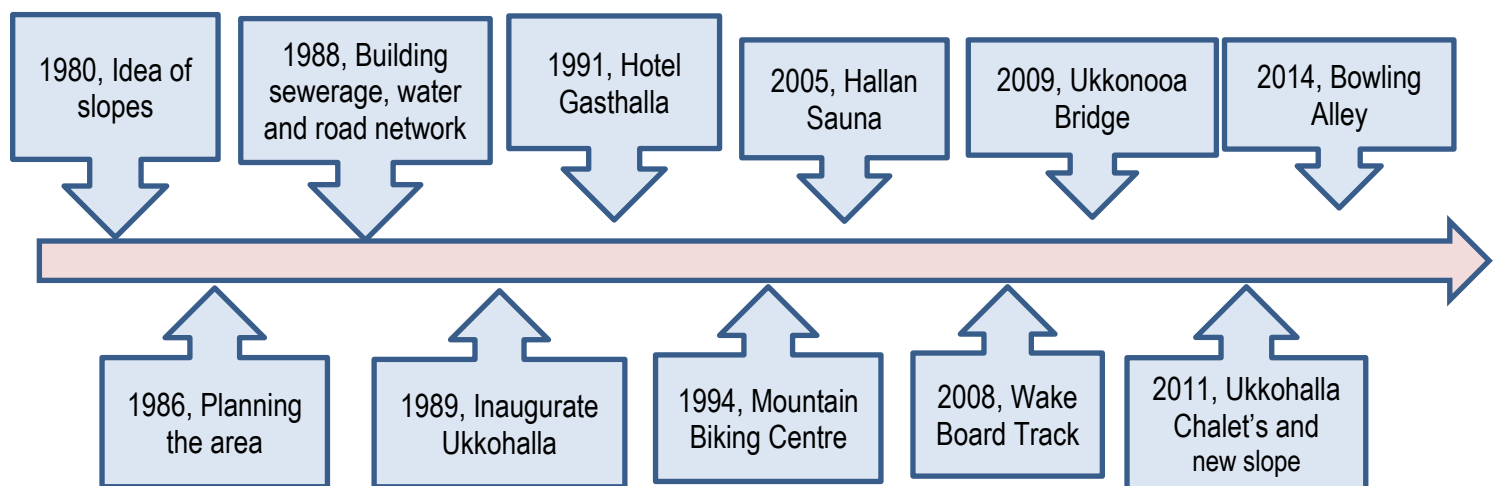 1980, Idea of
slopes
1988, Building
sewerage, water
and road network
1991, Hotel
Gasthalla
2005, Hallan
Sauna
2009, Ukkonooa
Bridge
2014, Bowling
Alley
1986, Planning
the area
1989, Inaugurate
Ukkohalla
1994, Mountain
Biking Centre
2008, Wake
Board Track
2011, Ukkohalla
Chalet’s and
new slope